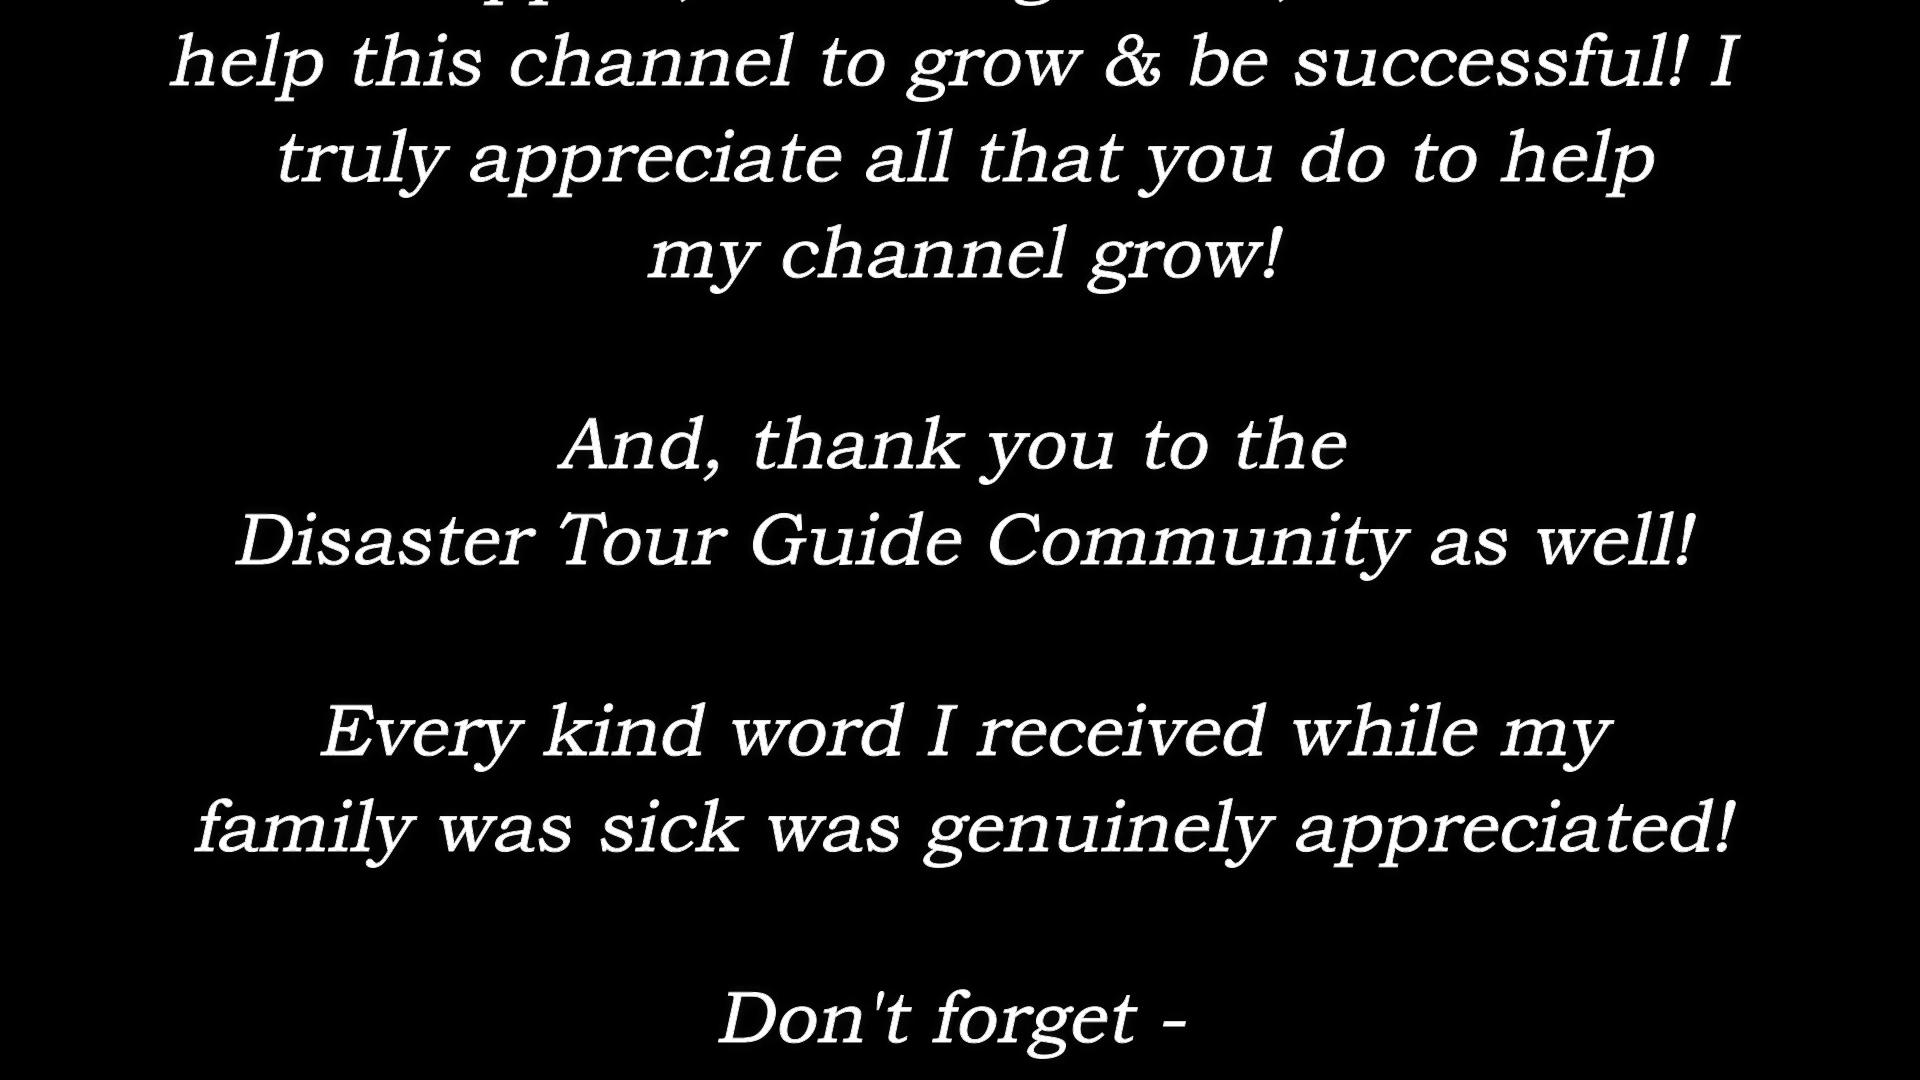 help this channel to grow & be successful! I
truly appreciate all that you do to help
my channel grow!
And, thank you to the
Disaster Tour Guide Community as well!
Every kind word I received while my
family was sick was genuinely appreciated!
Don't forget -